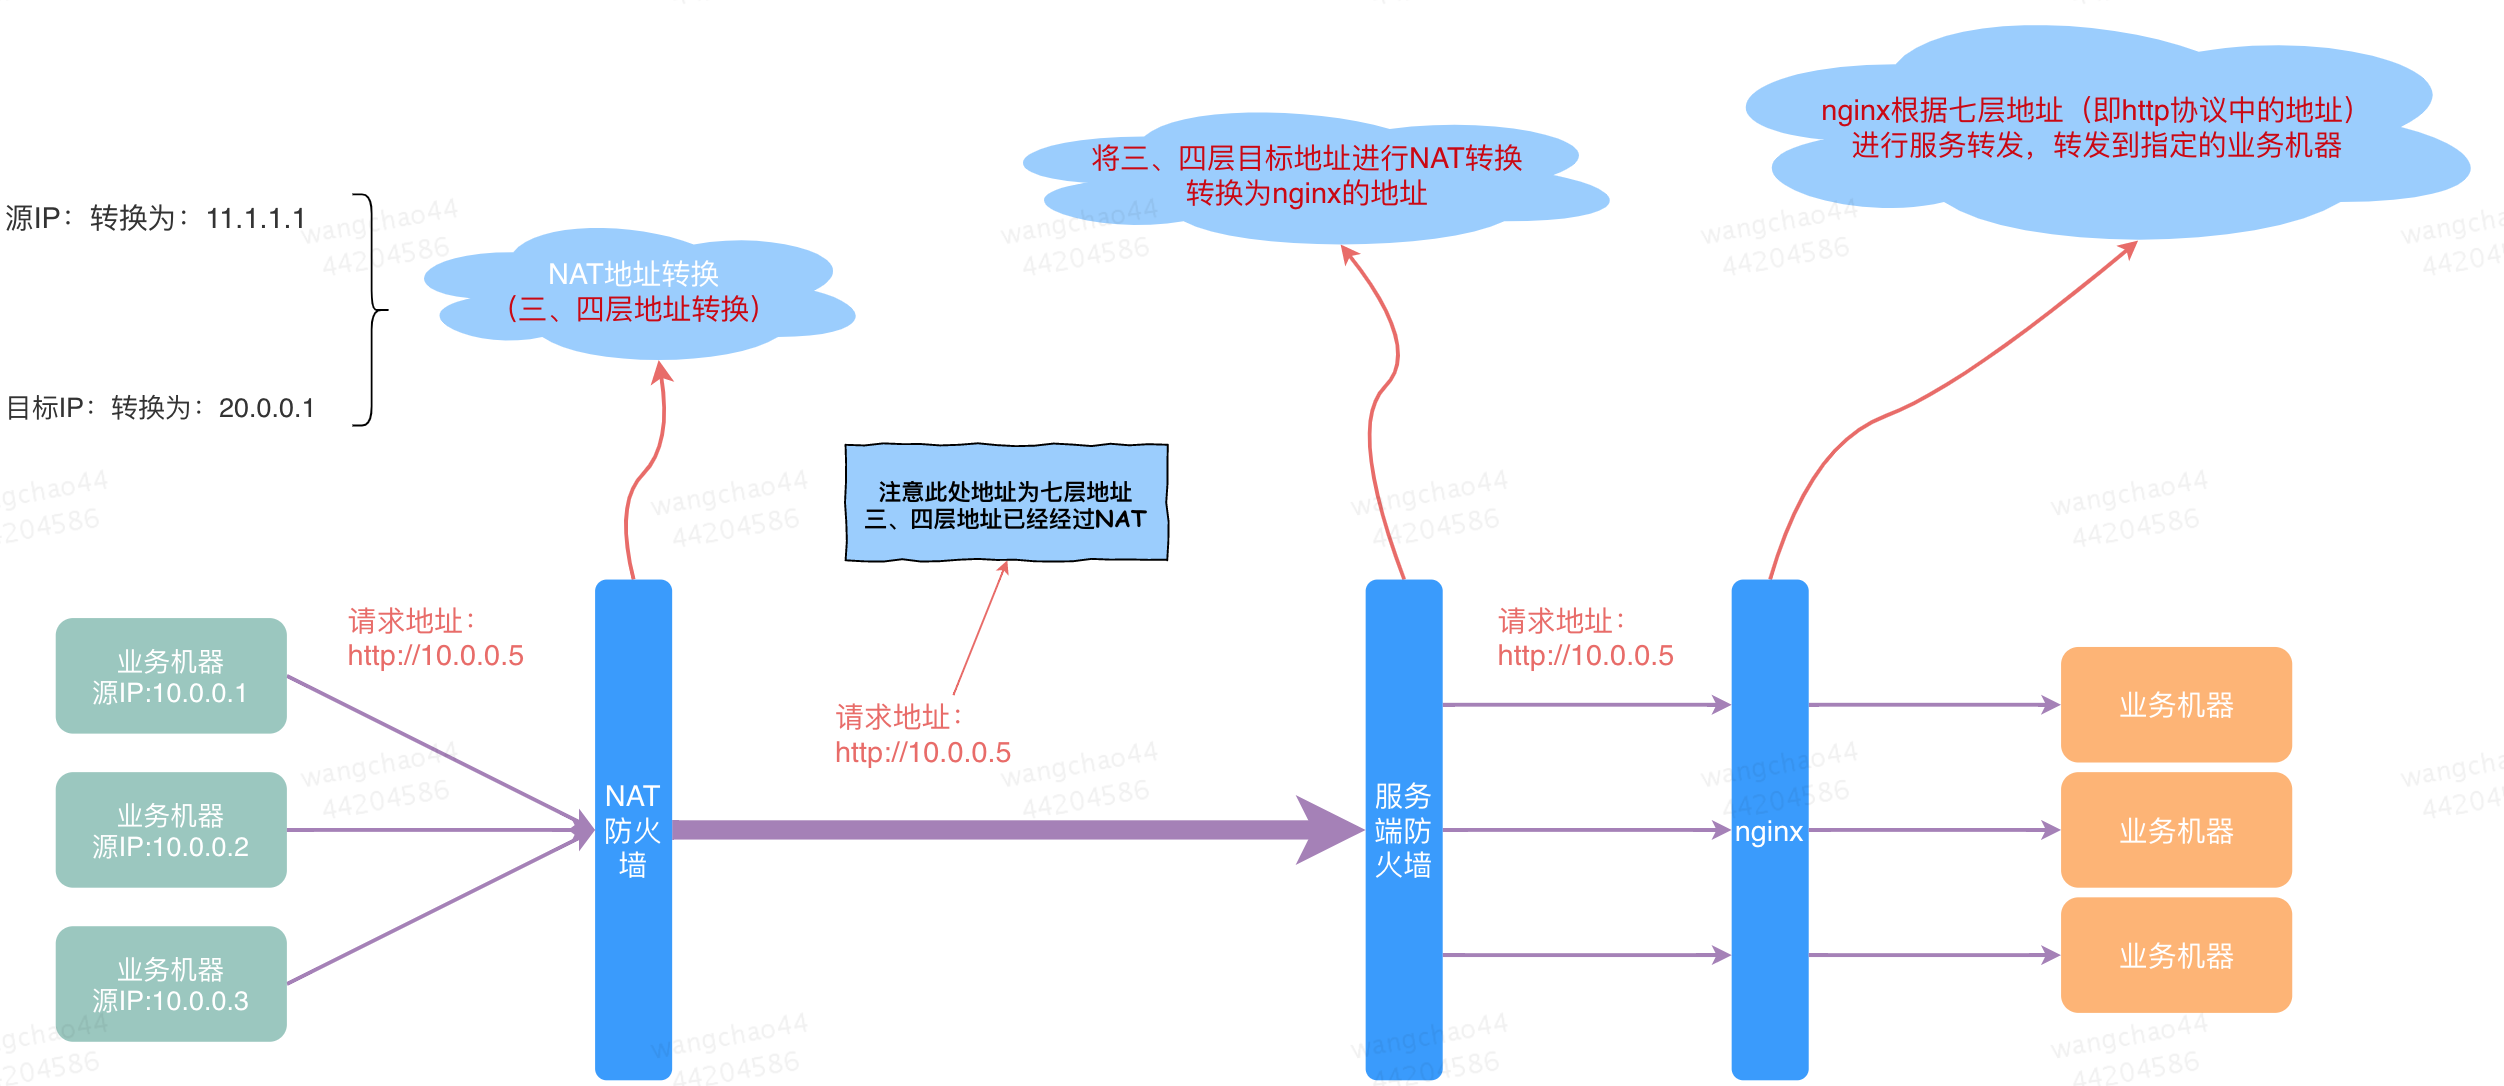 nginx根据七层地址（即http协议中的地址）
进行服务转发，转发到指定的业务机器
将三、四层目标地址进行NAT转换
转换为nginx的地址
源IP：转换为：11.1.1.1
NAT地址转换
（三、四层地址转换）
目标IP：转换为：20.0.0.1
注意此处地址为七层地址
三、四层地址已经经过NAT
请求地址：
http://10.0.0.5
请求地址：
http://10.0.0.5
请求地址：
http://10.0.0.5
业务机器
源IP:10.0.0.1
业务机器
源IP:10.0.0.2
业务机器
源IP:10.0.0.3
NAT
防火
墙
服务
端防
火墙
nginx
业务机器
业务机器
业务机器
wangchao44
44204586